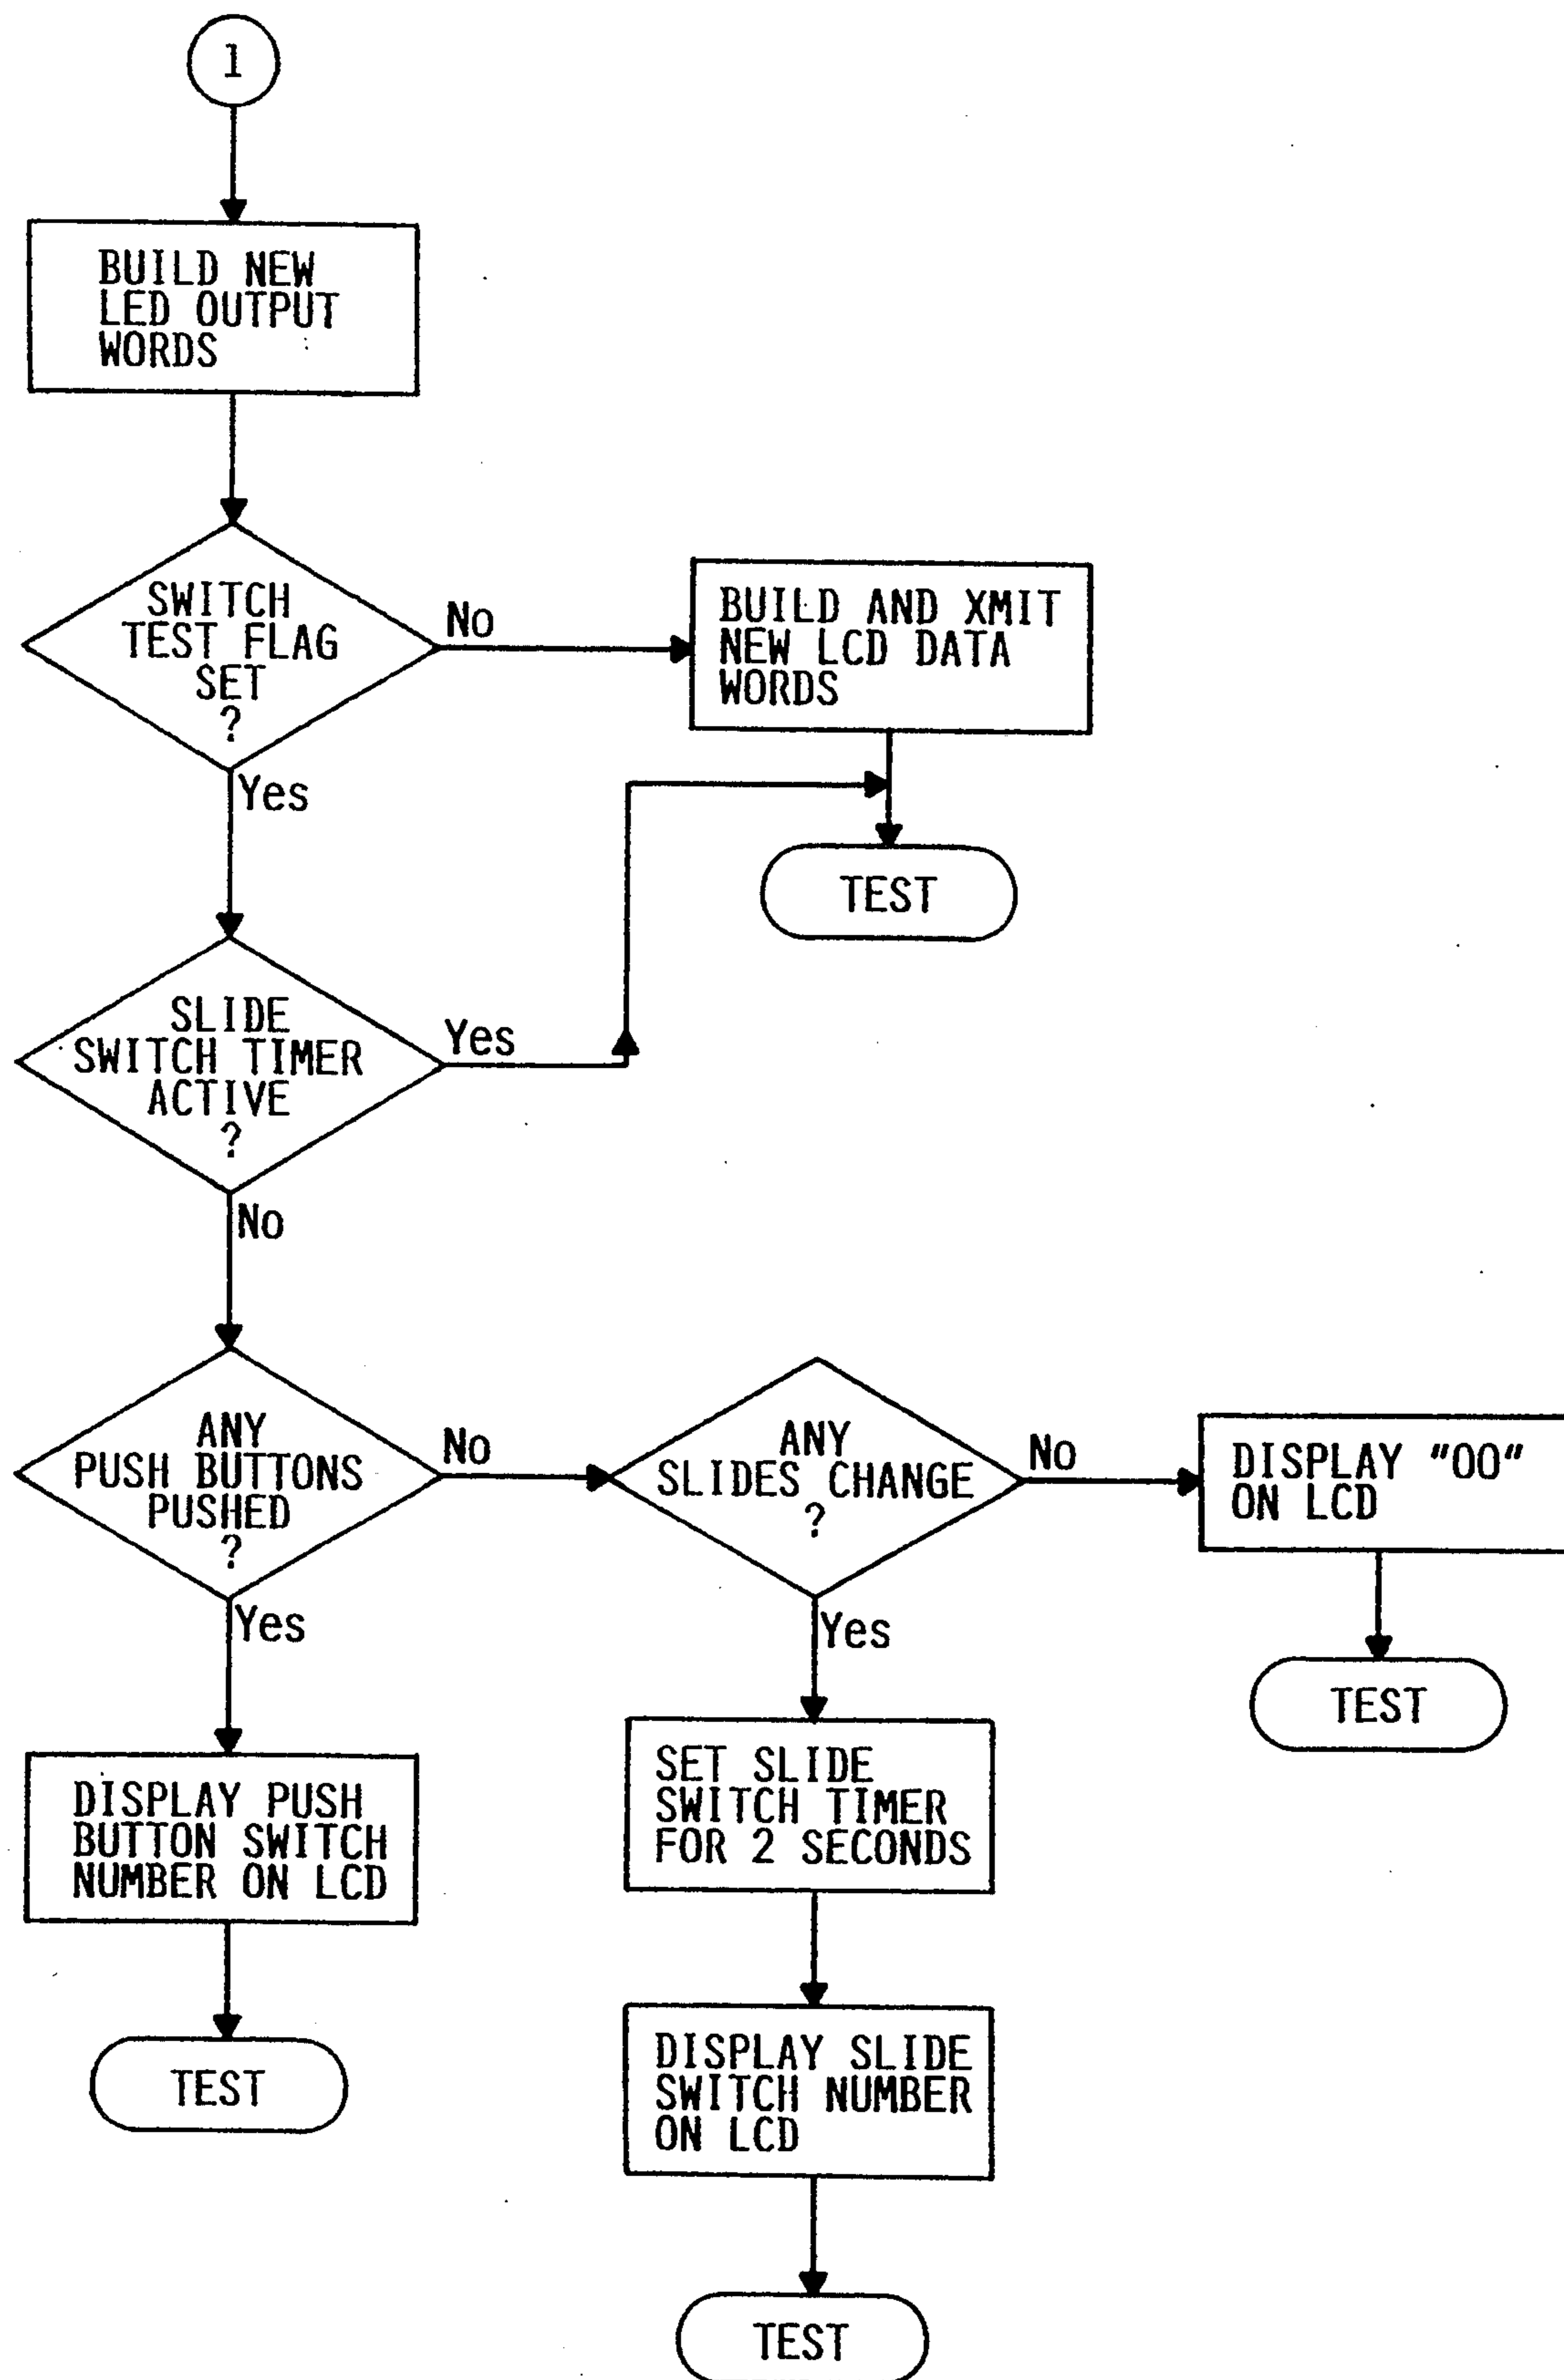 1
BUILD NEW
LED OUTPUT
WORDS
SWITCH
TEST FLAG
SET
?
No
BUILD AND XMIT
NEW LCD DATA
WORDS
Yes
TEST
SLIDE
SWITCH TIMER
ACTIVE
?
Yes
No
ANY
PUSH BUTTONS
PUSHED
?
No
ANY
SLIDES CHANGE
?
No
DISPLAY "00"
ON LCD
Yes
Yes
TEST
DISPLAY PUSH
BUTTON SWITCH
NUMBER ON LCD
SET SLIDE
SWITCH TIMER
FOR 2 SECONDS
TEST
DISPLAY SLIDE
SWITCH NUMBER
ON LCD
TEST